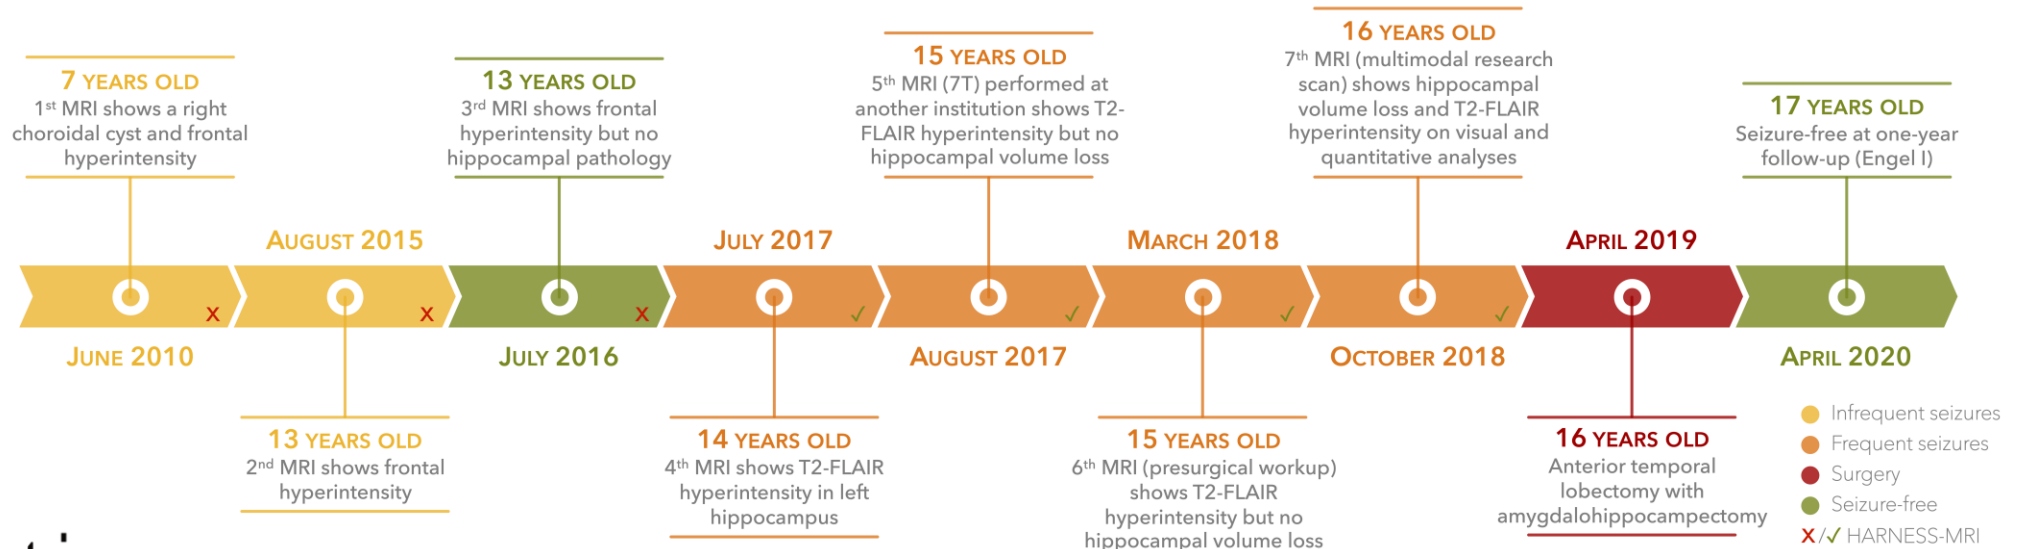 7 YEARS OLD
1st MRI shows a right
choroidal cyst and frontal
hyperintensity
JUNE 2010
X
AUGUST 2015
X
13 YEARS OLD
2nd MRI shows frontal
hyperintensity
13 YEARS OLD
3rd MRI shows frontal
hyperintensity but no
hippocampal pathology
JULY 2016
X
JULY 2017
✓
14 YEARS OLD
4th MRI shows T2-FLAIR
hyperintensity in left
hippocampus
15 YEARS OLD
5th MRI (7T) performed at
another institution shows T2-
FLAIR hyperintensity but no
hippocampal volume loss
AUGUST 2017
✓
MARCH 2018
✓
15 YEARS OLD
6th MRI (presurgical workup)
shows T2-FLAIR
hyperintensity but no
hippocampal volume loss
16 YEARS OLD
7th MRI (multimodal research
scan) shows hippocampal
volume loss and T2-FLAIR
hyperintensity on visual and
quantitative analyses
OCTOBER 2018
✓
APRIL 2019
16 YEARS OLD
Anterior temporal
lobectomy with
amygdalohippocampectomy
17 YEARS OLD
Seizure-free at one-year
follow-up (Engel I)
APRIL 2020
Infrequent seizures
Frequent seizures
Surgery
Seizure-free
X/✓ HARNESS-MRI